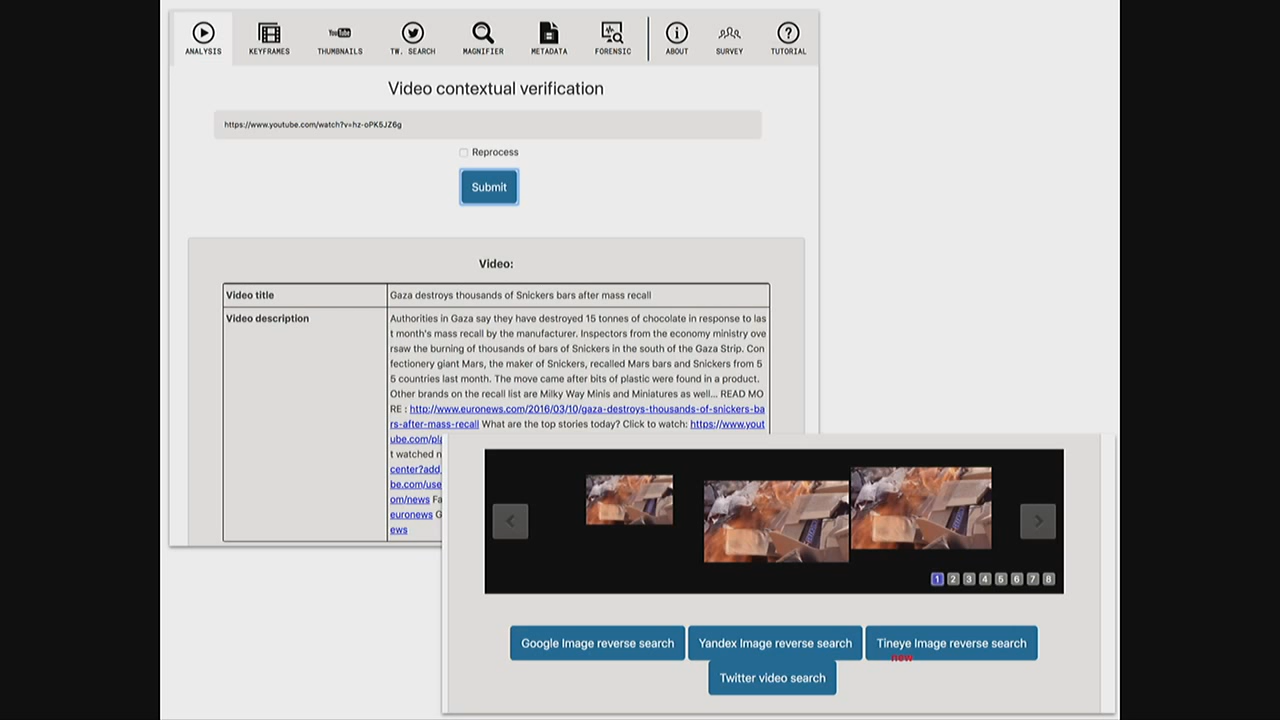 ANALYSIS
KEYFRAMES
YouTube
THUMBNAILS
TW. SEARCH
MAGNIFIER
METADATA
FORENSIC
ABOUT
SURVEY
TUTORIAL
Video contextual verification
https://www.youtube.com/watch?v=hz-oPK5JZ6g
Reprocess
Submit
Video:
Video title
Gaza destroys thousands of Snickers bars after mass recall
Video description
Authorities in Gaza say they have destroyed 15 tonnes of chocolate in response to las
t month's mass recall by the manufacturer. Inspectors from the economy ministry ove
rsaw the burning of thousands of bars of Snickers in the south of the Gaza Strip. Con
fectionery giant Mars, the maker of Snickers, recalled Mars bars and Snickers from 5
5 countries last month. The move came after bits of plastic were found in a product.
Other brands on the recall list are Milky Way Minis and Miniatures as well... READ MO
RE : http://www.euronews.com/2016/03/10/gaza-destroys-thousands-of-snickers-ba
rs-after-mass-recall What are the top stories today? Click to watch: https://www.yout
ube.com/pl
t watched n
center?add_
be.com/use
om/news Fa
euronews G
ews
1 2 3 4 5 6 7 8
Google Image reverse search
Yandex Image reverse search
Tineye Image reverse search
new
Twitter video search